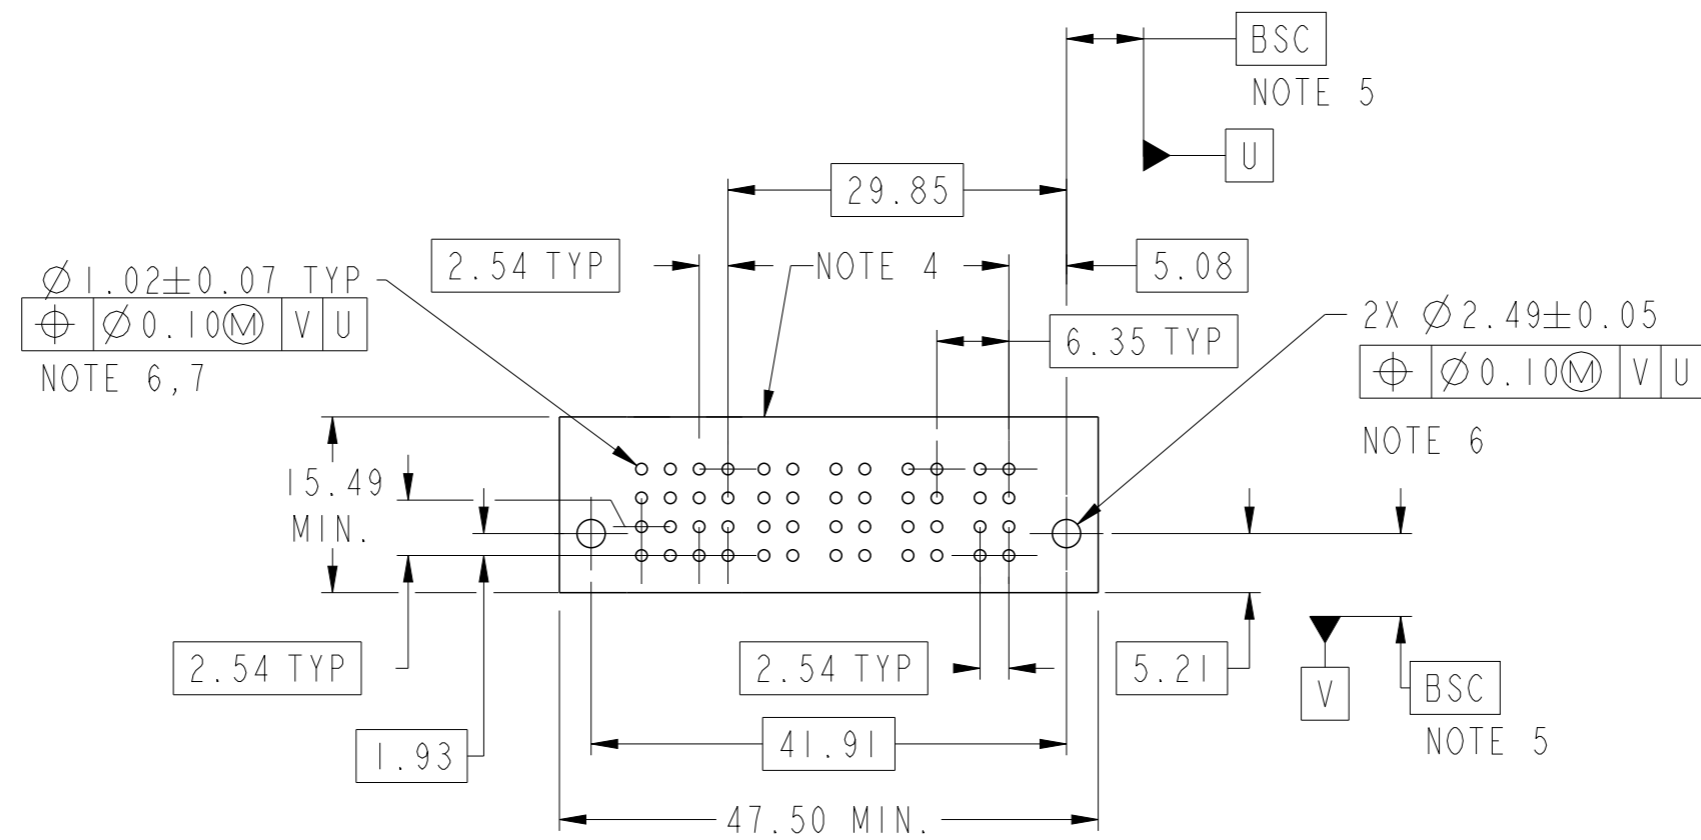 BSC
NOTE 5
U
29.85
2.54 TYP
NOTE 4
5.08
Ø1.02±0.07 TYP
⌖ Ø0.10Ⓜ V U
NOTE 6,7
6.35 TYP
2X Ø2.49±0.05
⌖ Ø0.10Ⓜ V U
NOTE 6
15.49
MIN.
2.54 TYP
2.54 TYP
5.21
V
BSC
NOTE 5
1.93
41.91
47.50 MIN.